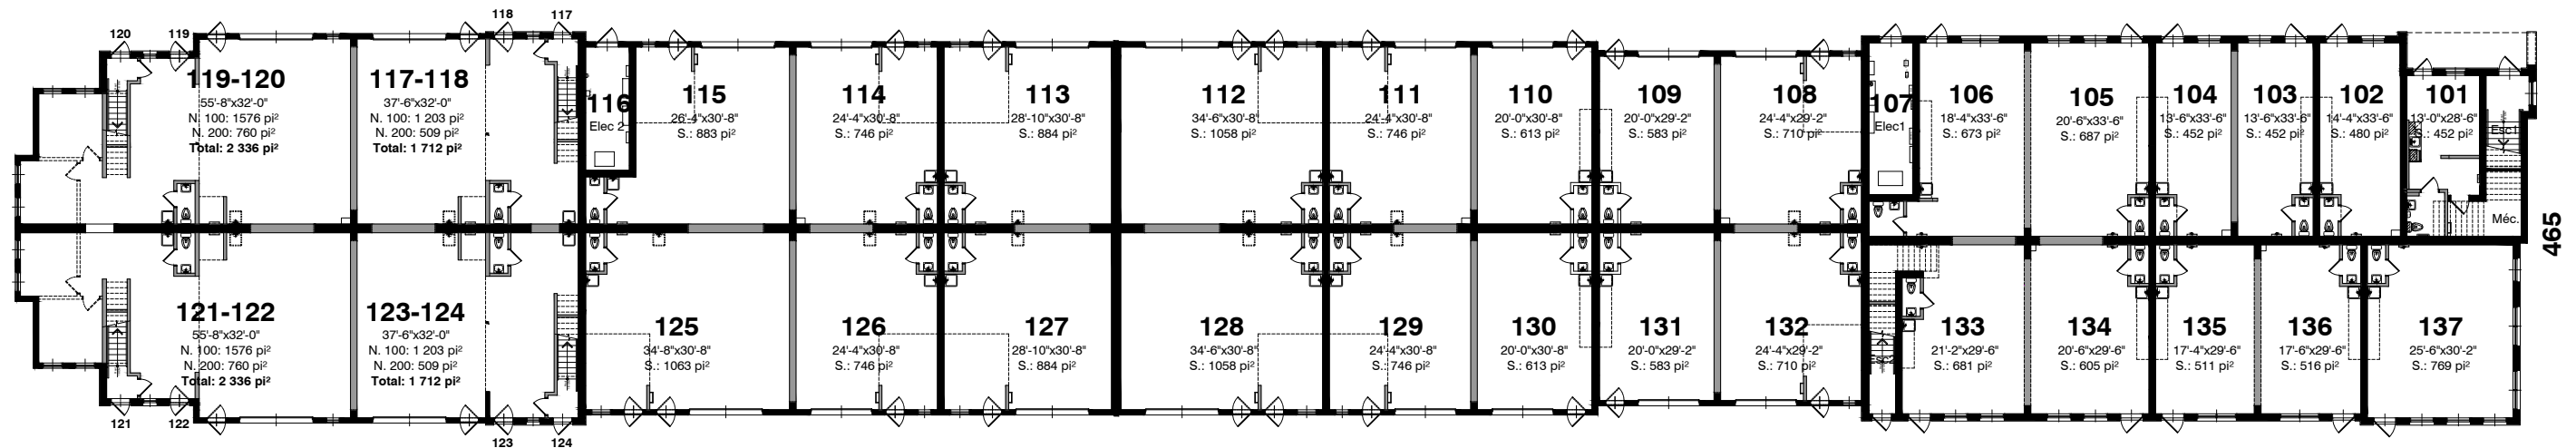 120
119
118
117
119-120
55'-8"x32'-0"
N. 100: 1576 pi²
N. 200: 760 pi²
Total: 2 336 pi²
117-118
37'-6"x32'-0"
N. 100: 1 203 pi²
N. 200: 509 pi²
Total: 1 712 pi²
116
Elec 2
115
26'-4"x30'-8"
S.: 883 pi²
114
24'-4"x30'-8"
S.: 746 pi²
113
28'-10"x30'-8"
S.: 884 pi²
112
34'-6"x30'-8"
S.: 1058 pi²
111
24'-4"x30'-8"
S.: 746 pi²
110
20'-0"x30'-8"
S.: 613 pi²
109
20'-0"x29'-2"
S.: 583 pi²
108
24'-4"x29'-2"
S.: 710 pi²
107
Elec1
106
18'-4"x33'-6"
S.: 673 pi²
105
20'-6"x33'-6"
S.: 687 pi²
104
13'-6"x33'-6"
S.: 452 pi²
103
13'-6"x33'-6"
S.: 452 pi²
102
14'-4"x33'-6"
S.: 480 pi²
101
13'-0"x28'-6"
S.: 452 pi²
Esc1
Méc.
465
121-122
55'-8"x32'-0"
N. 100: 1576 pi²
N. 200: 760 pi²
Total: 2 336 pi²
123-124
37'-6"x32'-0"
N. 100: 1 203 pi²
N. 200: 509 pi²
Total: 1 712 pi²
125
34'-8"x30'-8"
S.: 1063 pi²
126
24'-4"x30'-8"
S.: 746 pi²
127
28'-10"x30'-8"
S.: 884 pi²
128
34'-6"x30'-8"
S.: 1058 pi²
129
24'-4"x30'-8"
S.: 746 pi²
130
20'-0"x30'-8"
S.: 613 pi²
131
20'-0"x29'-2"
S.: 583 pi²
132
24'-4"x29'-2"
S.: 710 pi²
Esc2
133
21'-2"x29'-6"
S.: 681 pi²
134
20'-6"x29'-6"
S.: 605 pi²
135
17'-4"x29'-6"
S.: 511 pi²
136
17'-6"x29'-6"
S.: 516 pi²
137
25'-6"x30'-2"
S.: 769 pi²
121
122
123
124